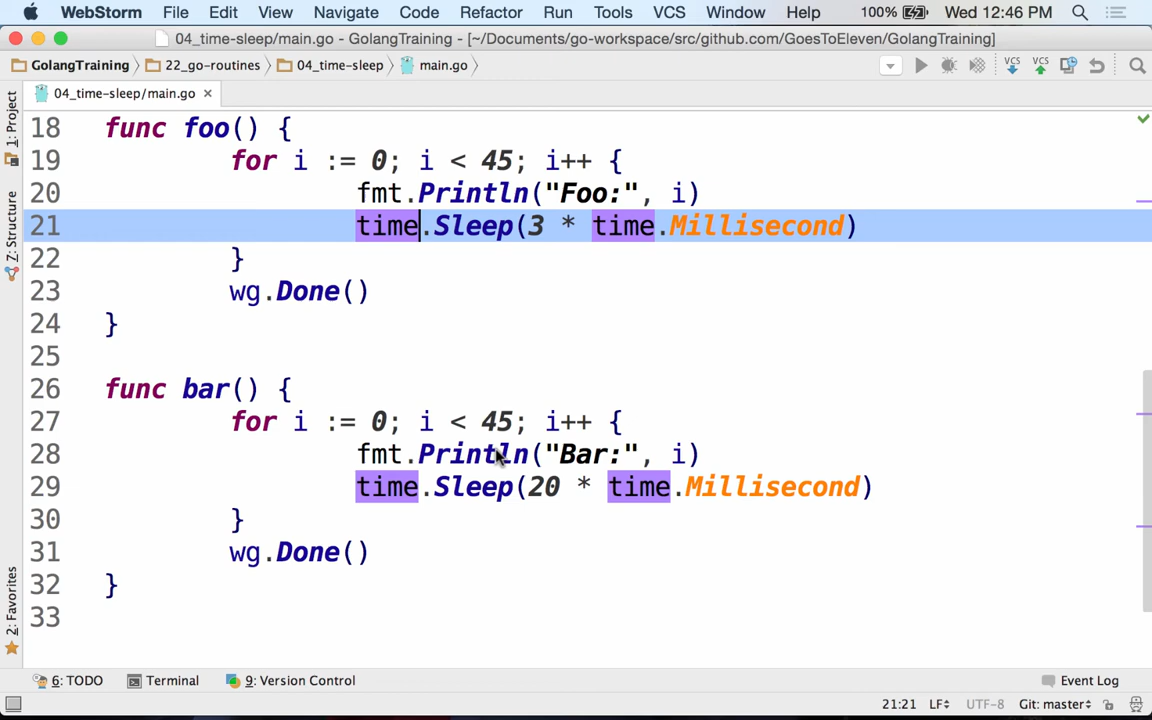 WebStorm File Edit View Navigate Code Refactor Run Tools VCS Window Help 100% Wed 12:46 PM
04_time-sleep/main.go - GolangTraining - [~/Documents/go-workspace/src/github.com/GoesToEleven/GolangTraining]
GolangTraining 22_go-routines 04_time-sleep main.go VCS VCS
04_time-sleep/main.go
1: Project
Z: Structure
2: Favorites
18 func foo() {
19 for i := 0; i < 45; i++ {
20 fmt.Println("Foo:", i)
21 time.Sleep(3 * time.Millisecond)
22 }
23 wg.Done()
24 }
25
26 func bar() {
27 for i := 0; i < 45; i++ {
28 fmt.Println("Bar:", i)
29 time.Sleep(20 * time.Millisecond)
30 }
31 wg.Done()
32 }
33
6: TODO Terminal 9: Version Control Event Log
21:21 LF UTF-8 Git: master